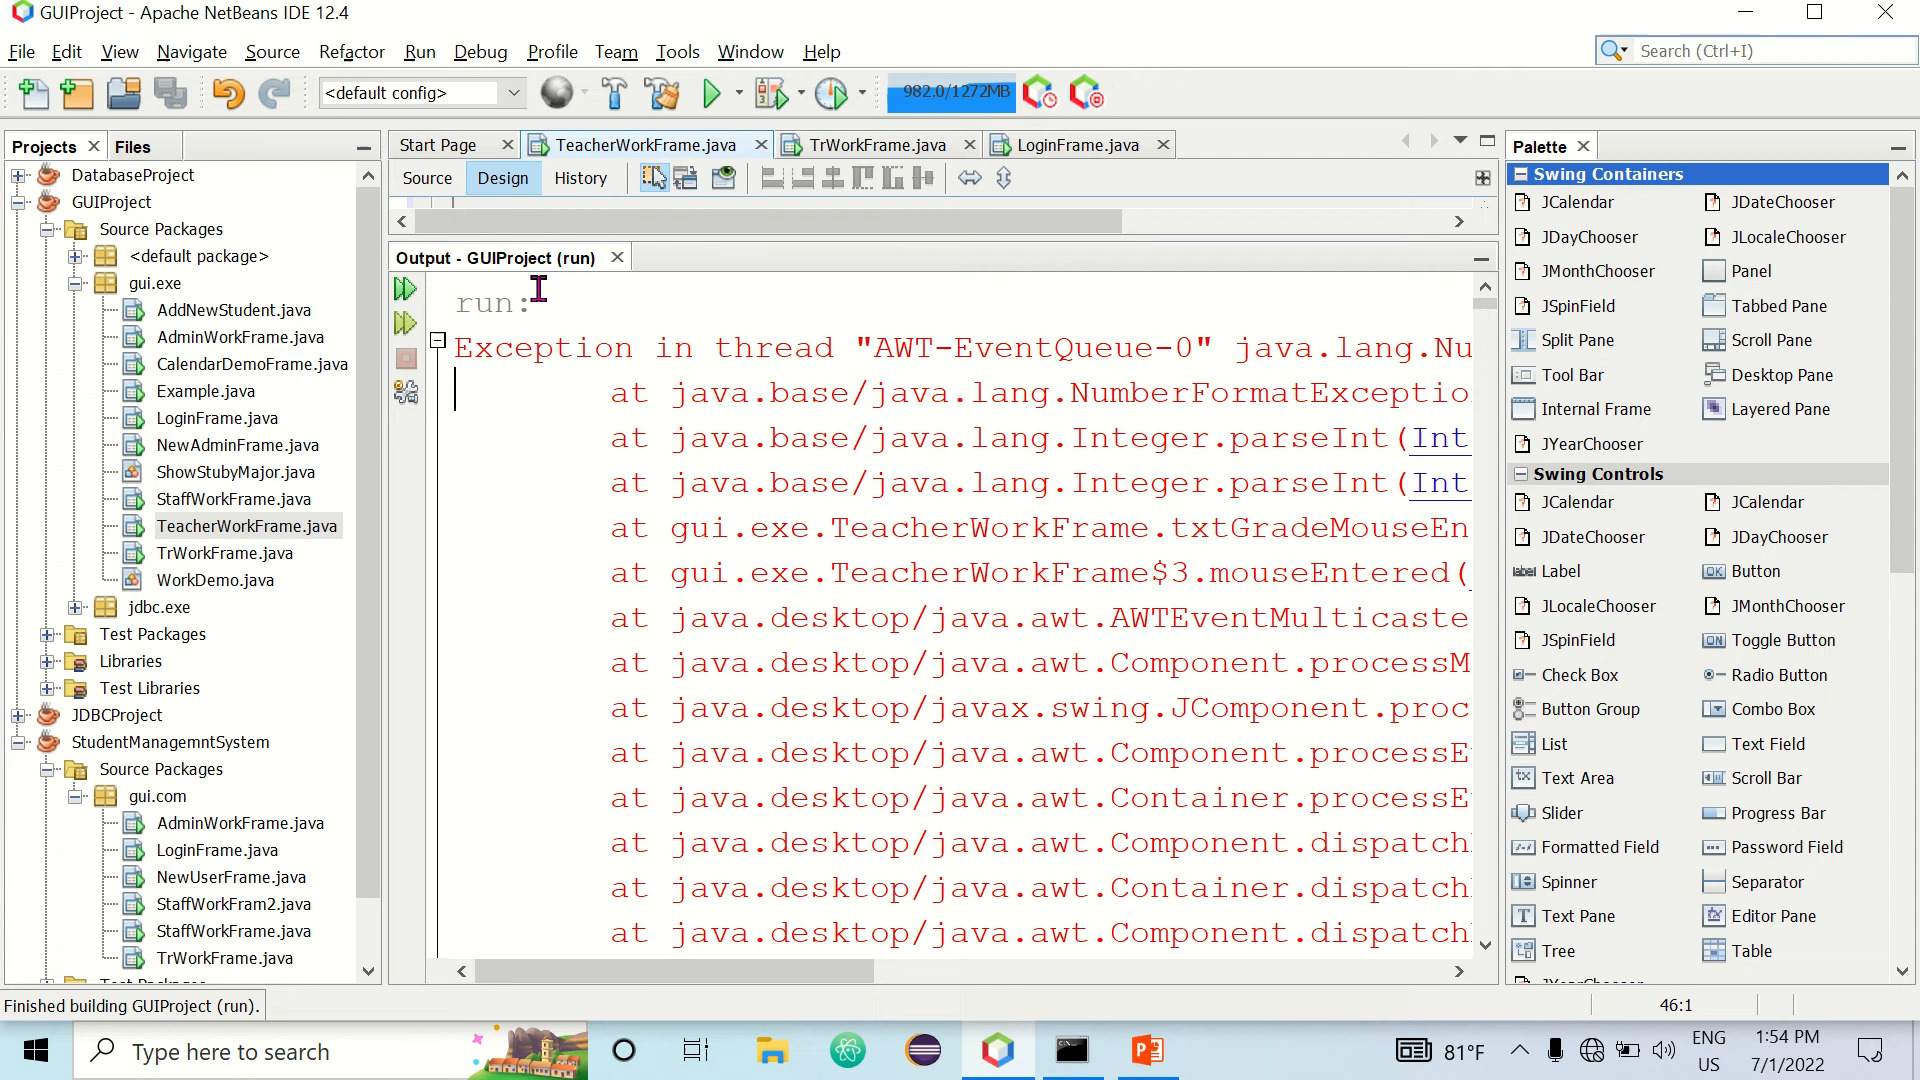 GUIProject - Apache NetBeans IDE 12.4
File Edit View Navigate Source Refactor Run Debug Profile Team Tools Window Help
Search (Ctrl+I)
<default config>
982.0/1272MB
Projects
Files
Start Page
TeacherWorkFrame.java
TrWorkFrame.java
LoginFrame.java
Palette
Source Design History
DatabaseProject
GUIProject
Source Packages
<default package>
gui.exe
AddNewStudent.java
AdminWorkFrame.java
CalendarDemoFrame.java
Example.java
LoginFrame.java
NewAdminFrame.java
ShowStubyMajor.java
StaffWorkFrame.java
TeacherWorkFrame.java
TrWorkFrame.java
WorkDemo.java
jdbc.exe
Test Packages
Libraries
Test Libraries
JDBCProject
StudentManagemntSystem
Source Packages
gui.com
AdminWorkFrame.java
LoginFrame.java
NewUserFrame.java
StaffWorkFram2.java
StaffWorkFrame.java
TrWorkFrame.java
Output - GUIProject (run)
run:
Exception in thread "AWT-EventQueue-0" java.lang.Nu
at java.base/java.lang.NumberFormatExceptio
at java.base/java.lang.Integer.parseInt(Int
at java.base/java.lang.Integer.parseInt(Int
at gui.exe.TeacherWorkFrame.txtGradeMouseEn
at gui.exe.TeacherWorkFrame$3.mouseEntered(
at java.desktop/java.awt.AWTEventMulticaste
at java.desktop/java.awt.Component.processM
at java.desktop/javax.swing.JComponent.proc
at java.desktop/java.awt.Component.processE
at java.desktop/java.awt.Container.processE
at java.desktop/java.awt.Component.dispatch
at java.desktop/java.awt.Container.dispatch
at java.desktop/java.awt.Component.dispatch
Swing Containers
JCalendar JDateChooser
JDayChooser JLocaleChooser
JMonthChooser Panel
JSpinField Tabbed Pane
Split Pane Scroll Pane
Tool Bar Desktop Pane
Internal Frame Layered Pane
JYearChooser
Swing Controls
JCalendar JCalendar
JDateChooser JDayChooser
label Label OK Button
JLocaleChooser JMonthChooser
JSpinField ON Toggle Button
Check Box Radio Button
Button Group Combo Box
List Text Field
Text Area Scroll Bar
Slider Progress Bar
Formatted Field Password Field
Spinner Separator
Text Pane Editor Pane
Tree Table
Finished building GUIProject (run).
46:1
Type here to search
81°F
ENG
US
1:54 PM
7/1/2022